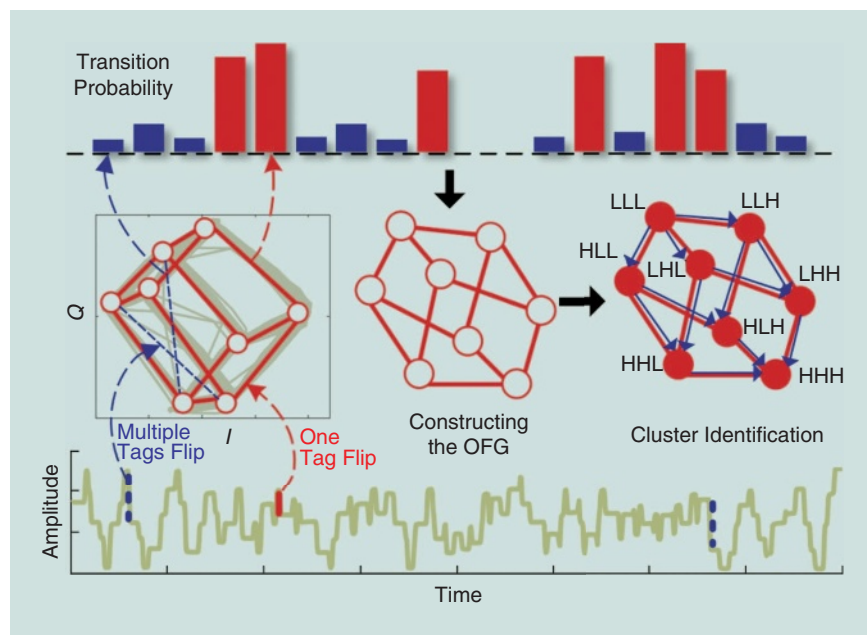 Transition
Probability
LLL
LLH
HLL
LHL
LHH
HLH
HHL
HHH
Q
I
Multiple
Tags Flip
One
Tag Flip
Constructing
the OFG
Cluster Identification
Amplitude
Time